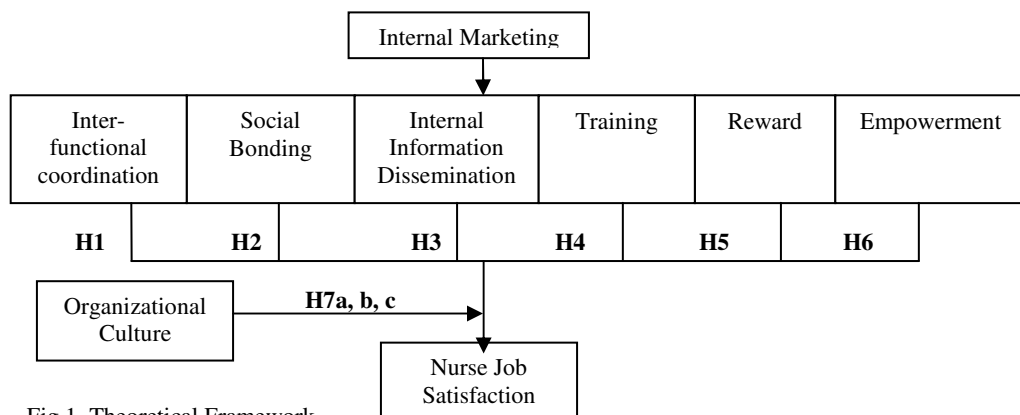 Internal Marketing
Inter-
functional
coordination
Social
Bonding
Internal
Information
Dissemination
Training
Reward
Empowerment
H1
H2
H3
H4
H5
H6
H7a, b, c
Organizational
Culture
Nurse Job
Satisfaction
Fig 1. Theoretical Framework